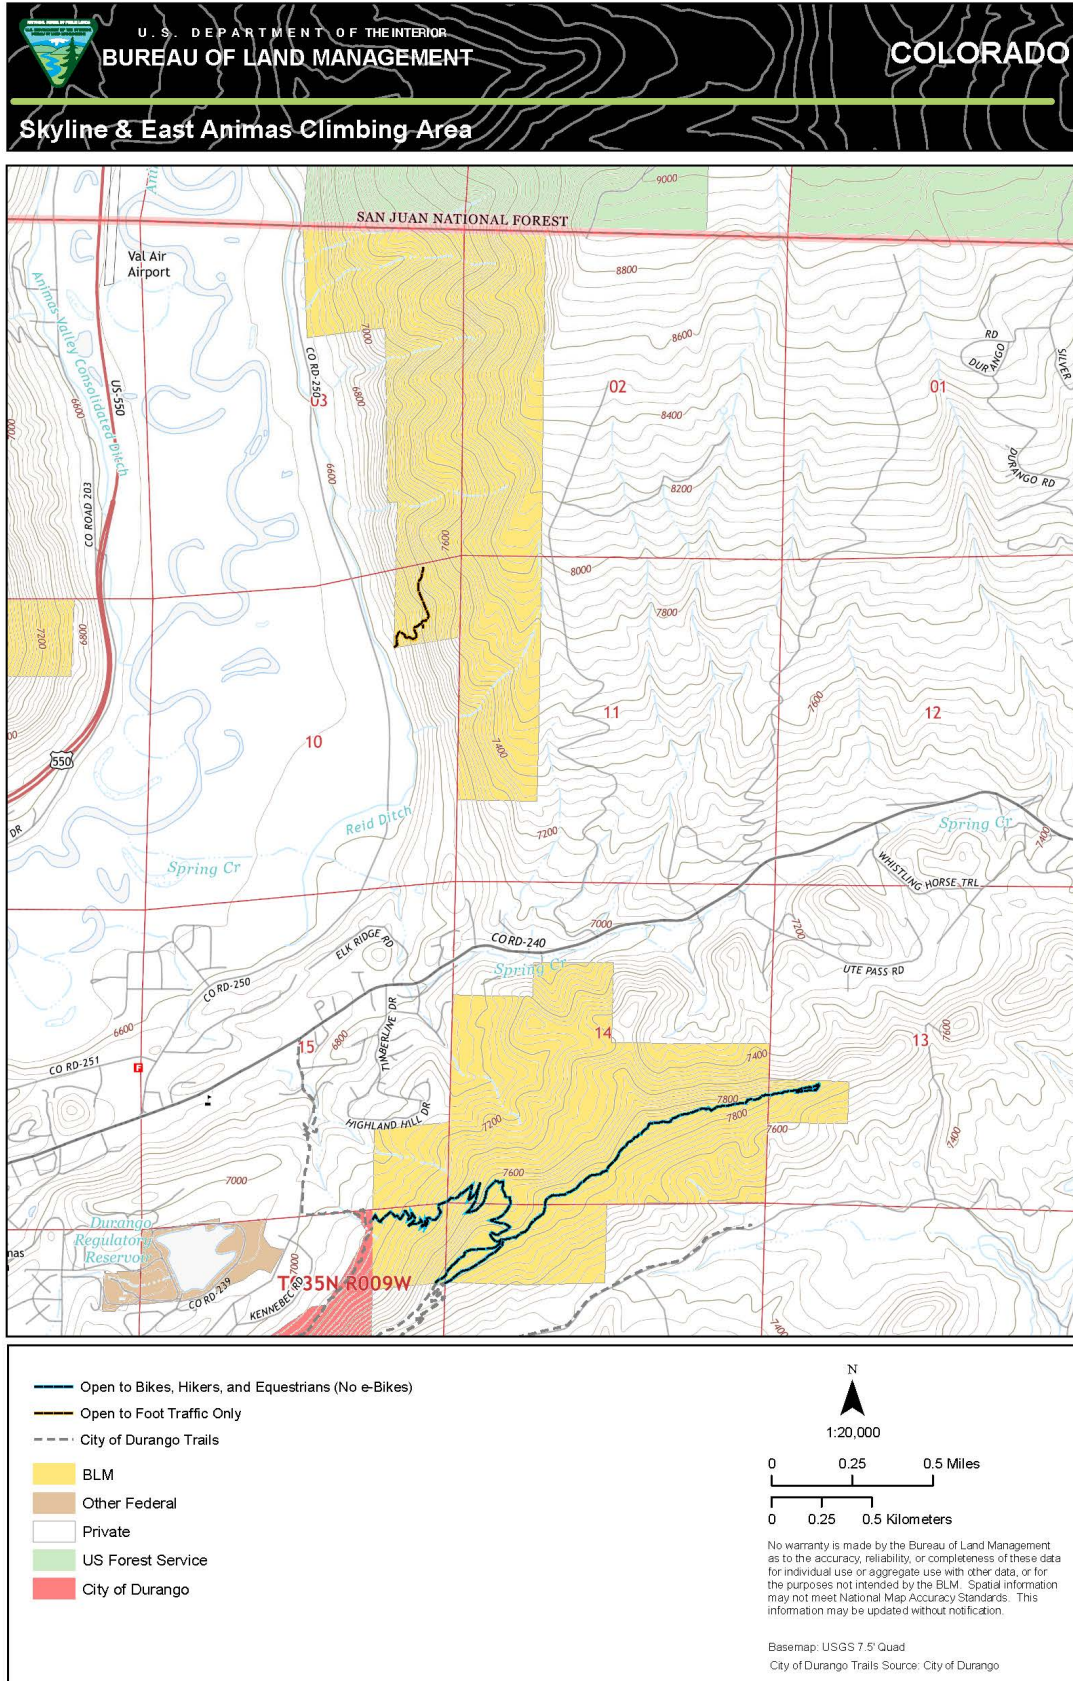 U.S. DEPARTMENT OF THE INTERIOR
BUREAU OF LAND MANAGEMENT
COLORADO
Skyline & East Animas Climbing Area
SAN JUAN NATIONAL FOREST
9000
Val Air
Airport
Animas Valley Consolidated Ditch
US-550
CO ROAD 203
CO RD-250
8800
8600
8400
8200
8000
7800
7600
7000
6800
6600
03
02
01
RD
DURANGO
SILVER
DURANGO RD
6600
7000
7200
6800
7600
7400
550
DR
10
11
12
Reid Ditch
Spring Cr
7200
Spring Cr
7400
WHISTLING HORSE TRL
7000
7200
CO RD-240
Spring Cr
UTE PASS RD
ELK RIDGE RD
CO RD-250
6600
6800
CO RD-251
F
TIMBERLINE DR
HIGHLAND HILL DR
15
14
13
7600
7400
7200
7800
7800
7600
7400
7600
7000
Durango
Regulatory
Reservoir
nas
7000
CO RD-239
KENNEBEC RD
T035N R009W
7400
Open to Bikes, Hikers, and Equestrians (No e-Bikes)
Open to Foot Traffic Only
City of Durango Trails
BLM
Other Federal
Private
US Forest Service
City of Durango
N
1:20,000
0 0.25 0.5 Miles
0 0.25 0.5 Kilometers
No warranty is made by the Bureau of Land Management
as to the accuracy, reliability, or completeness of these data
for individual use or aggregate use with other data, or for
the purposes not intended by the BLM. Spatial information
may not meet National Map Accuracy Standards. This
information may be updated without notification.
Basemap: USGS 7.5' Quad
City of Durango Trails Source: City of Durango